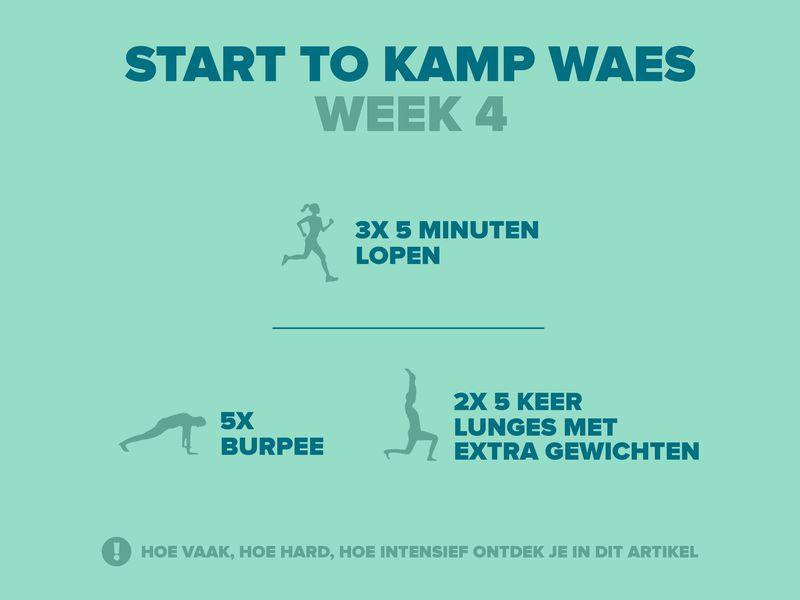 START TO KAMP WAES
WEEK 4
3X 5 MINUTEN
LOPEN
5X
BURPEE
2X 5 KEER
LUNGES MET
EXTRA GEWICHTEN
! HOE VAAK, HOE HARD, HOE INTENSIEF ONTDEK JE IN DIT ARTIKEL